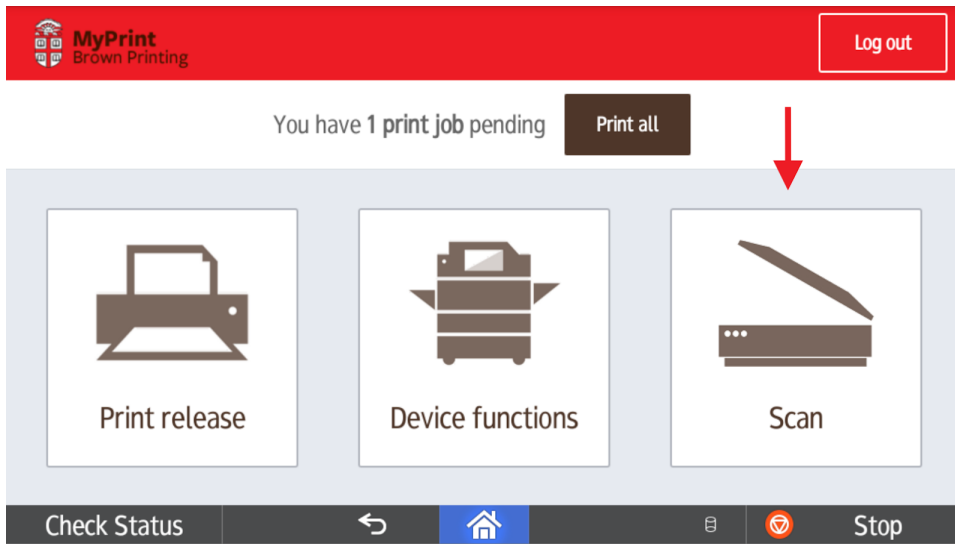 MyPrint
Brown Printing
Log out
You have 1 print job pending
Print all
Print release
Device functions
Scan
Check Status
Stop